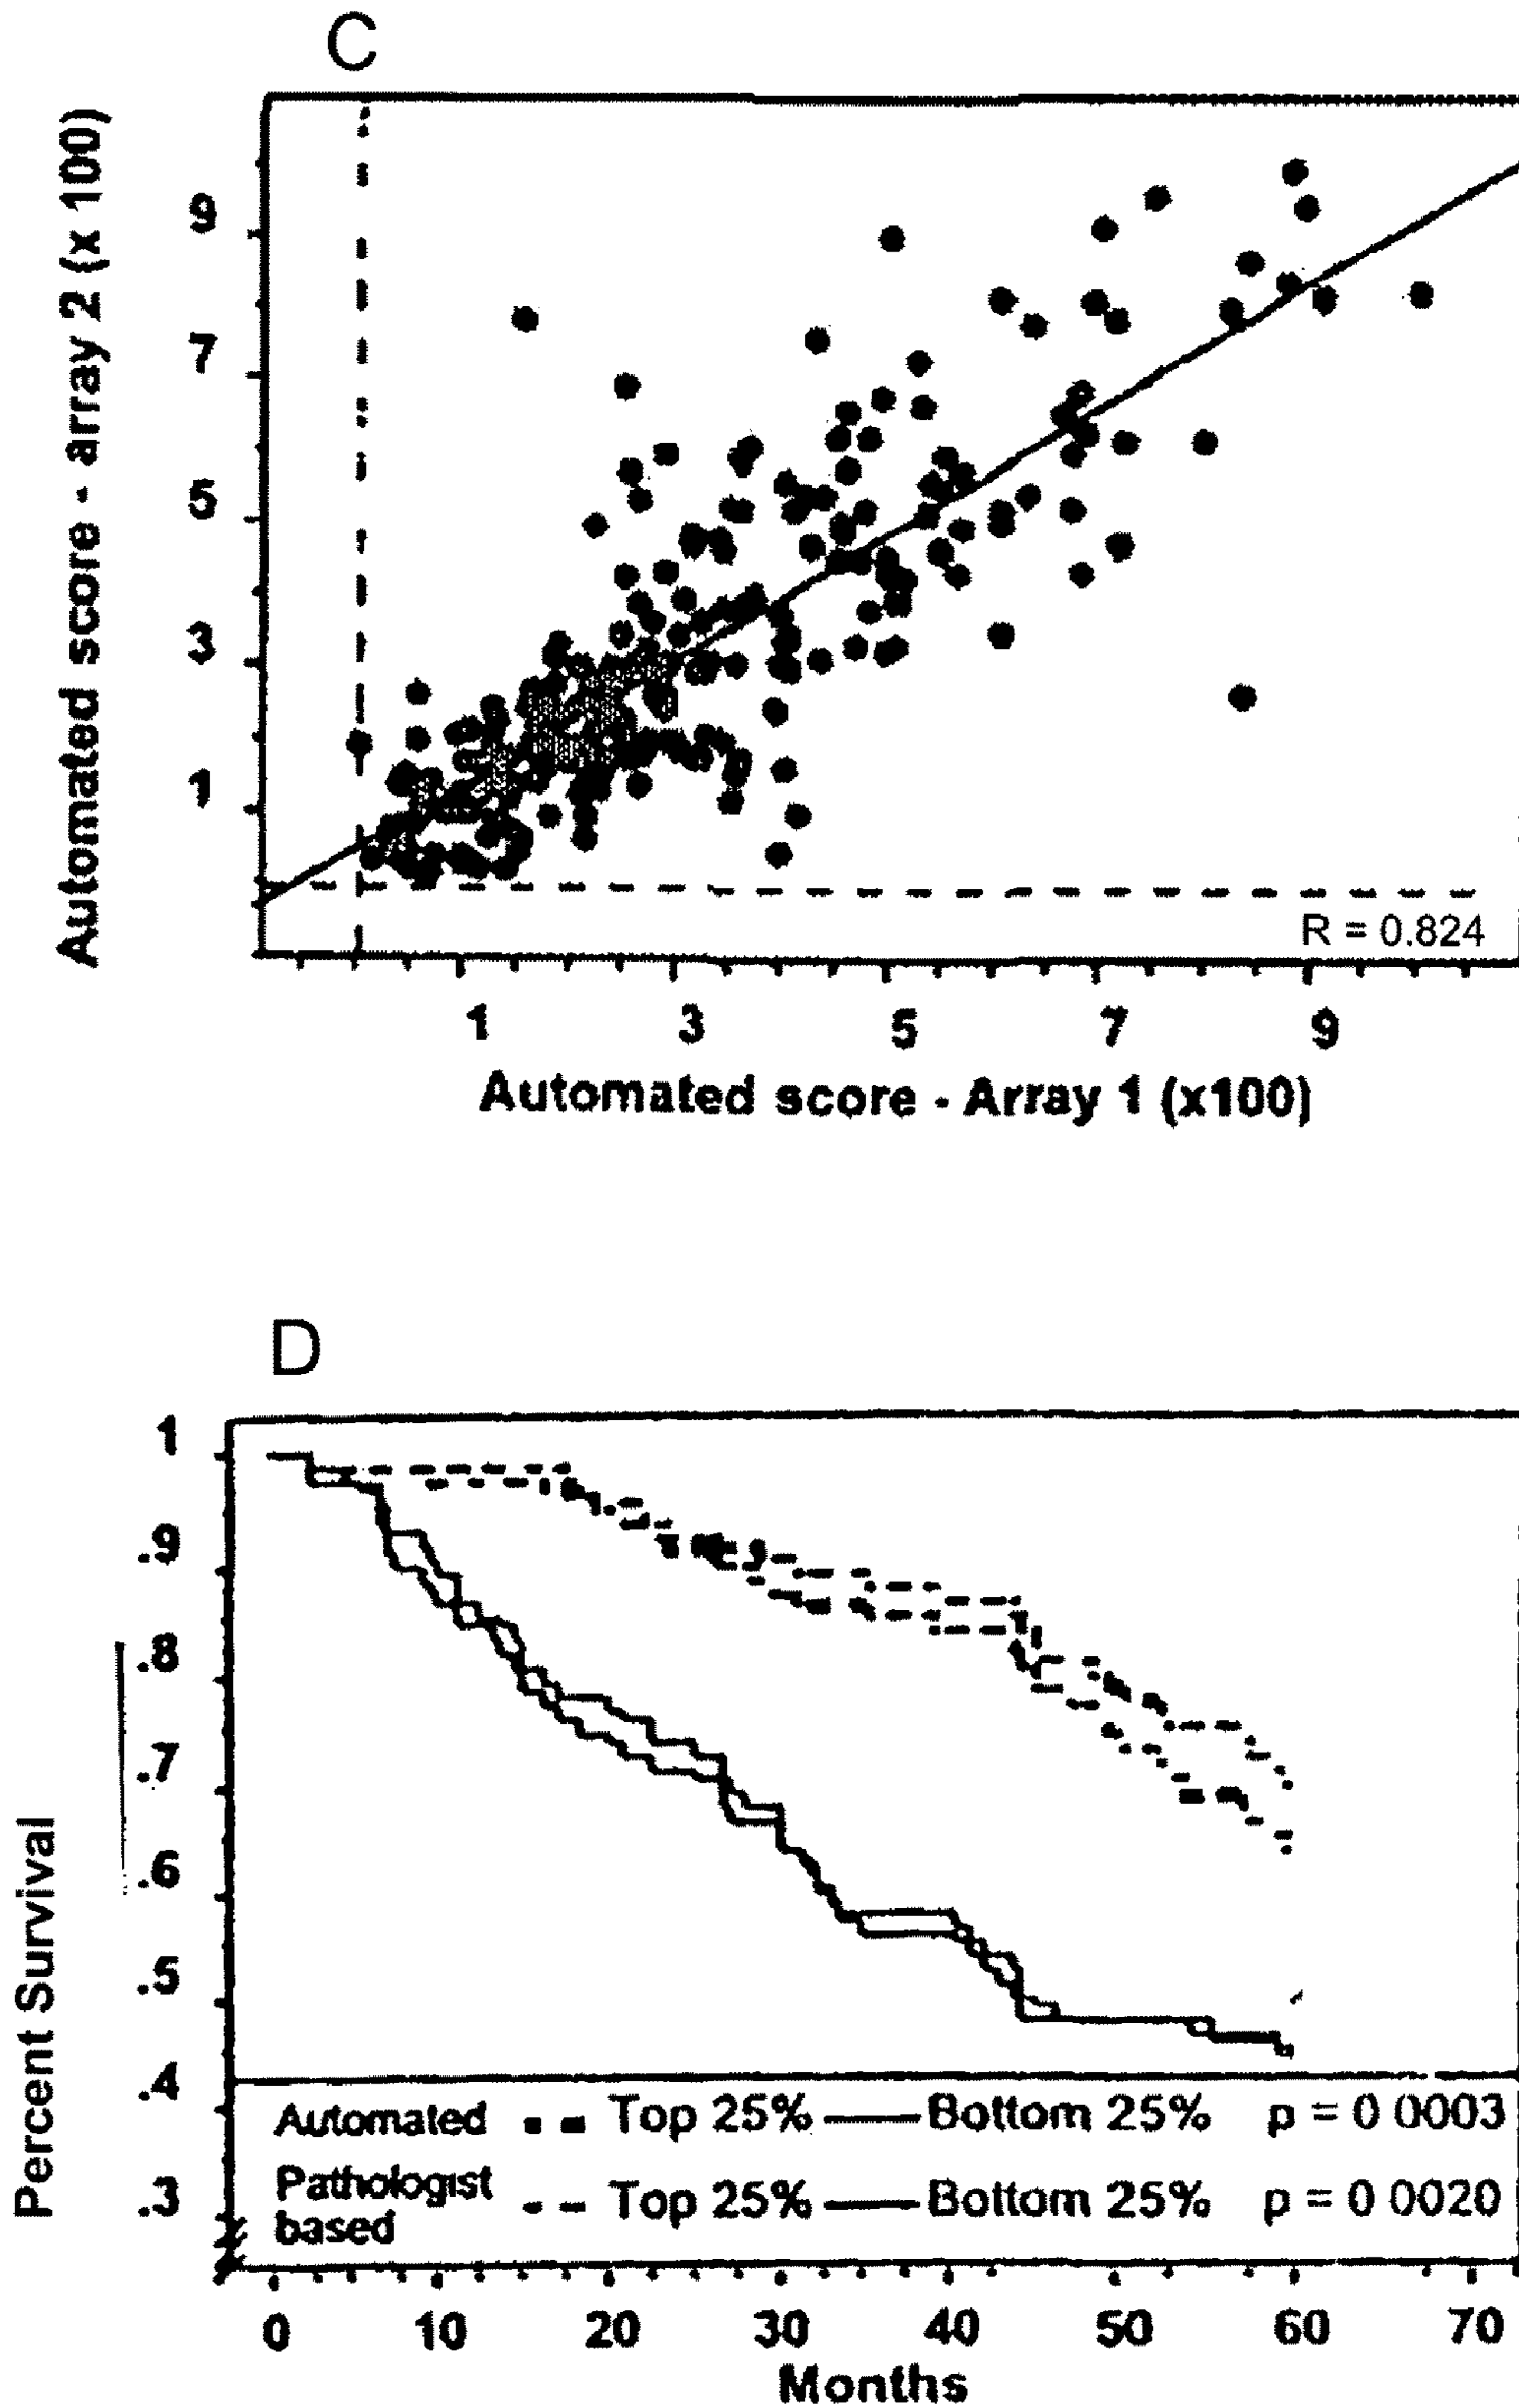 C
Automated score - array 2 (x 100)
9
7
5
3
1
R = 0.824
1 3 5 7 9
Automated score - Array 1 (x100)
D
Percent Survival
1
.9
.8
.7
.6
.5
.4
.3
Automated Top 25% Bottom 25% p = 0 0003
Pathologist
based Top 25% Bottom 25% p = 0 0020
0 10 20 30 40 50 60 70
Months